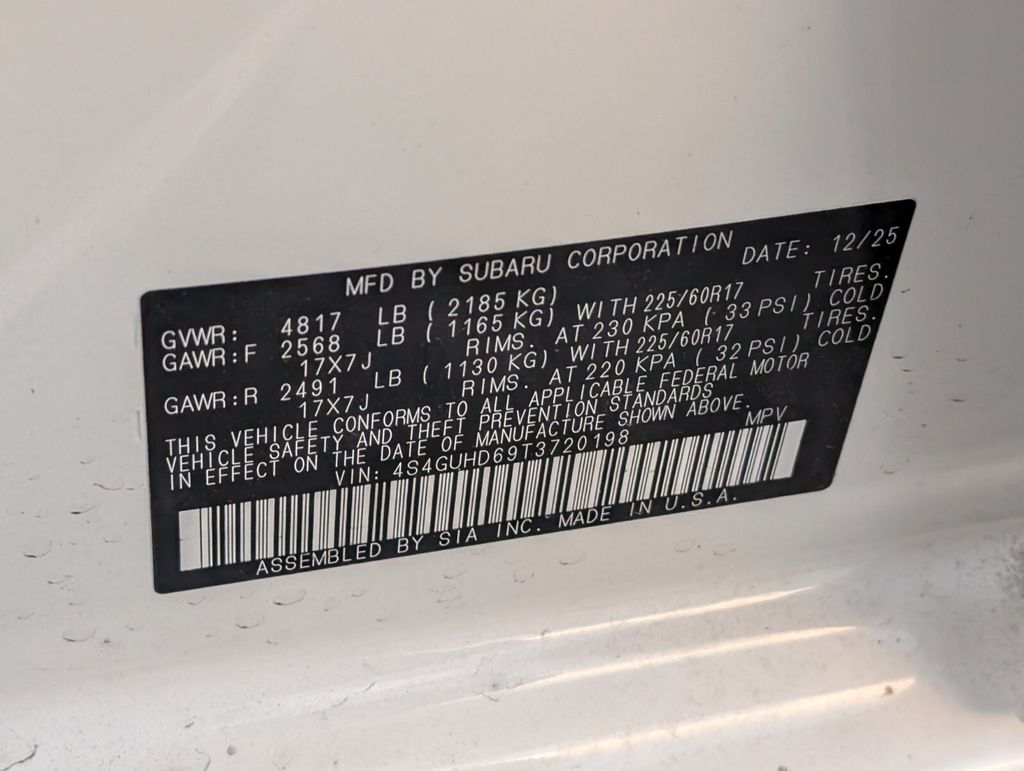 MFD BY SUBARU CORPORATION DATE: 12/25
GVWR: 4817 LB ( 2185 KG)
GAWR:F 2568 LB ( 1165 KG) WITH 225/60R17 TIRES.
17X7J RIMS. AT 230 KPA ( 33 PSI) COLD
GAWR:R 2491 LB ( 1130 KG) WITH 225/60R17 TIRES.
17X7J RIMS. AT 220 KPA ( 32 PSI) COLD
THIS VEHICLE CONFORMS TO ALL APPLICABLE FEDERAL MOTOR
VEHICLE SAFETY AND THEFT PREVENTION STANDARDS
IN EFFECT ON THE DATE OF MANUFACTURE SHOWN ABOVE.
VIN: 4S4GUHD69T3720198 MPV
ASSEMBLED BY SIA INC. MADE IN U.S.A.